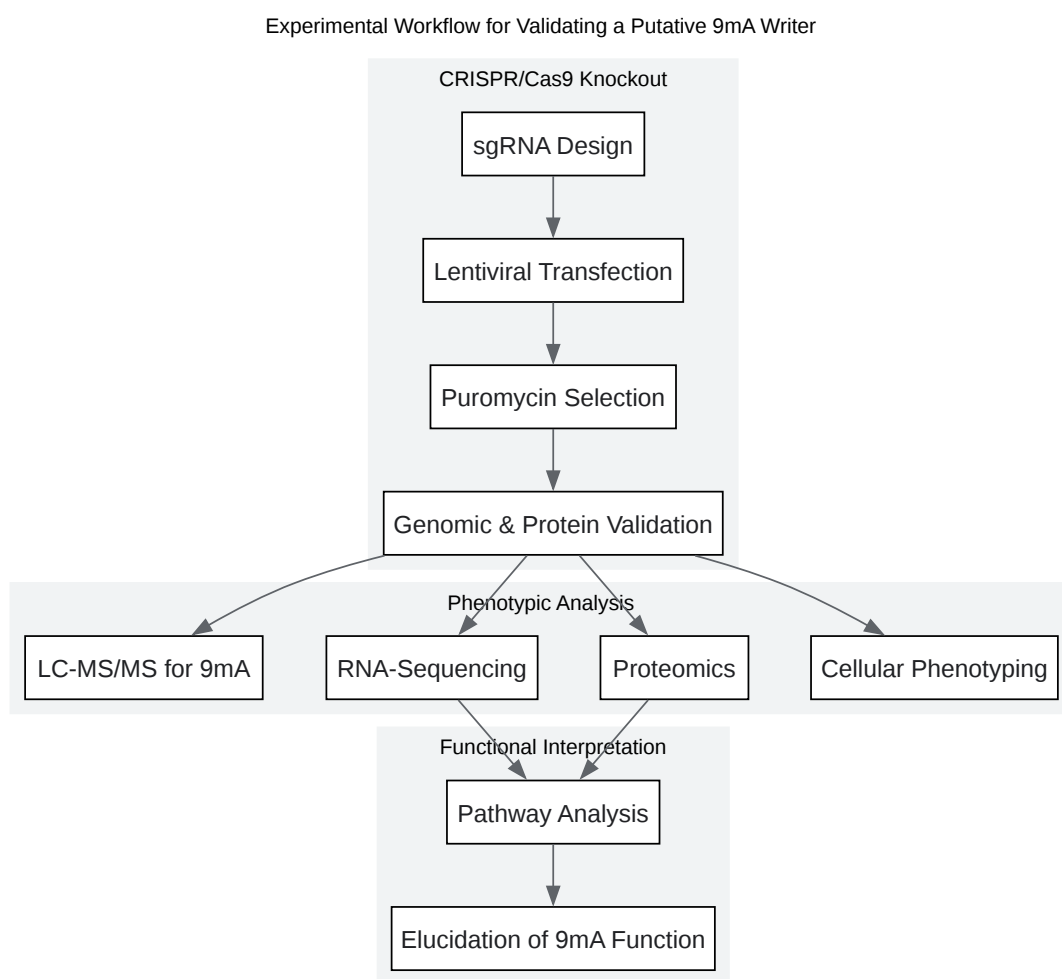 Experimental Workflow for Validating a Putative 9mA Writer
CRISPR/Cas9 Knockout
sgRNA Design
Lentiviral Transfection
Puromycin Selection
Genomic & Protein Validation
Phenotypic Analysis
LC-MS/MS for 9mA
RNA-Sequencing
Proteomics
Cellular Phenotyping
Functional Interpretation
Pathway Analysis
Elucidation of 9mA Function